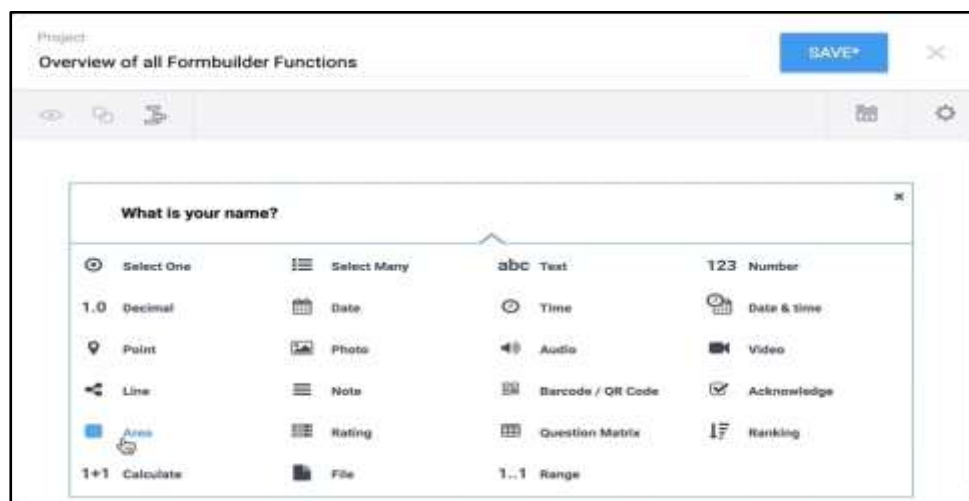 Project
Overview of all Formbuilder Functions
SAVE*
What is your name?
Select One Select Many abc Text 123 Number
1.0 Decimal Date Time Date & time
Point Photo Audio Video
Line Note Barcode / QR Code Acknowledge
Area Rating Question Matrix Ranking
1+1 Calculate File 1..1 Range